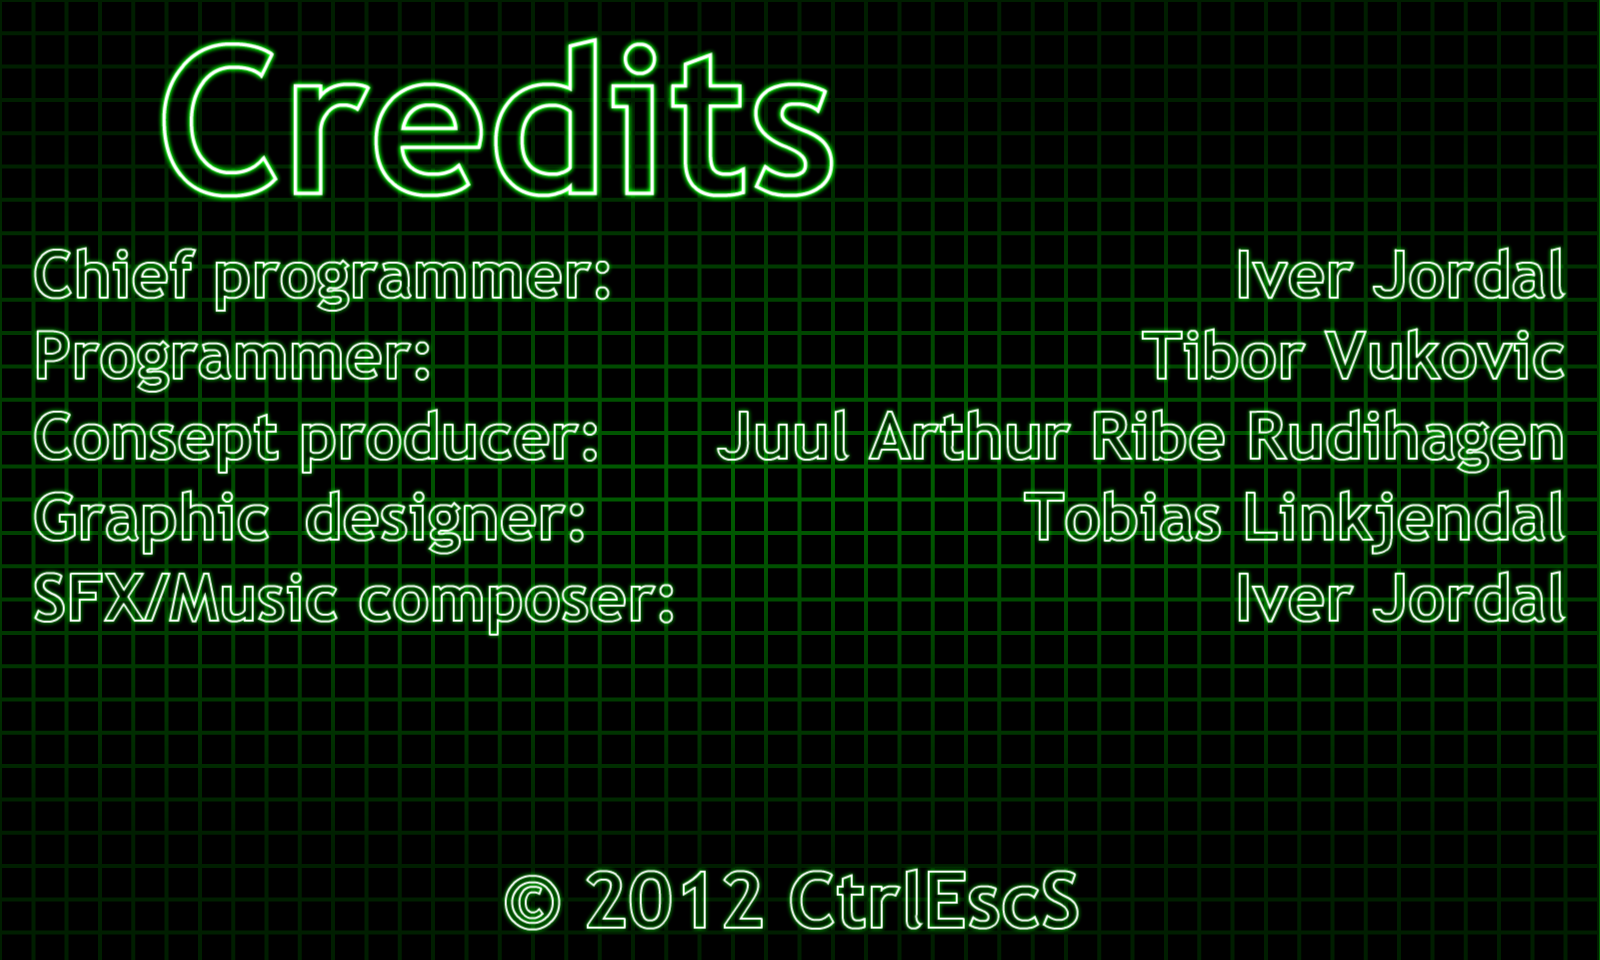 Credits
Chief programmer: Iver Jordal
Programmer: Tibor Vukovic
Consept producer: Juul Arthur Ribe Rudihagen
Graphic designer: Tobias Linkjendal
SFX/Music composer: Iver Jordal
© 2012 CtrlEscS